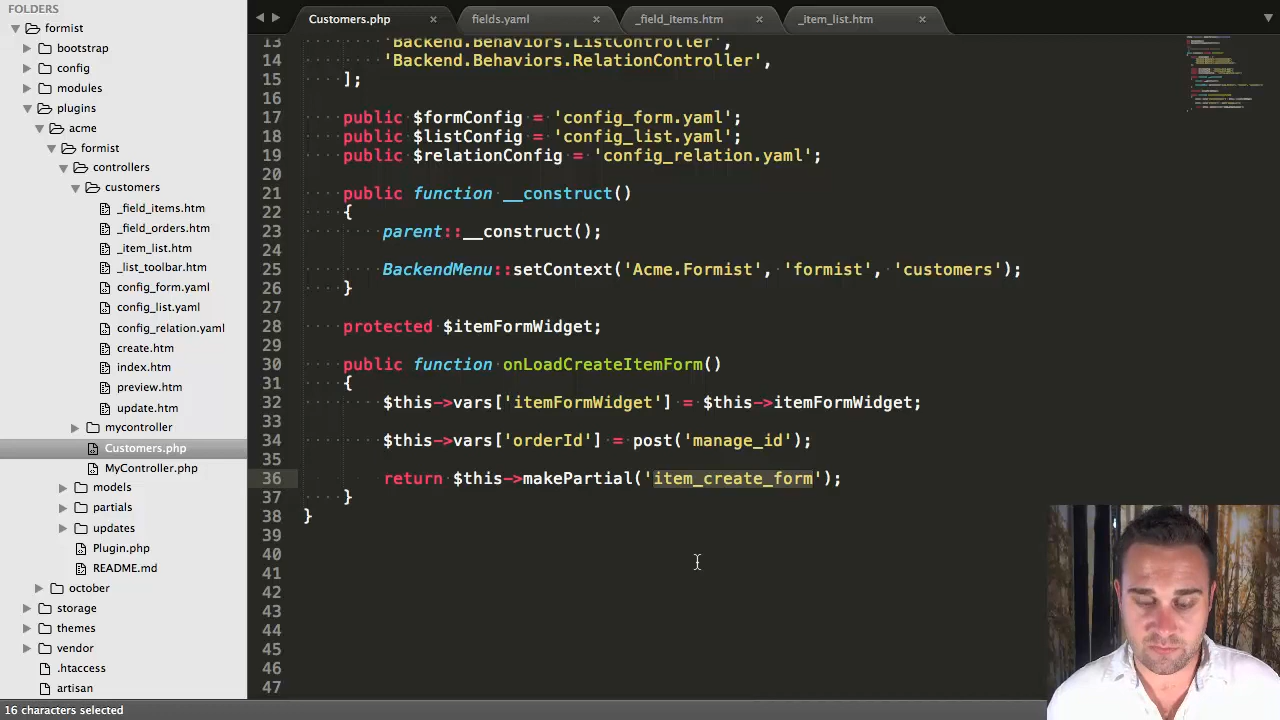 FOLDERS
formist
bootstrap
config
modules
plugins
acme
formist
controllers
customers
_field_items.htm
_field_orders.htm
_item_list.htm
_list_toolbar.htm
config_form.yaml
config_list.yaml
config_relation.yaml
create.htm
index.htm
preview.htm
update.htm
mycontroller
Customers.php
MyController.php
models
partials
updates
Plugin.php
README.md
october
storage
themes
vendor
.htaccess
artisan
Customers.php
fields.yaml
_field_items.htm
_item_list.htm
13 'Backend.Behaviors.ListController',
14 'Backend.Behaviors.RelationController',
15 ];
16
17 public $formConfig = 'config_form.yaml';
18 public $listConfig = 'config_list.yaml';
19 public $relationConfig = 'config_relation.yaml';
20
21 public function __construct()
22 {
23 parent::__construct();
24
25 BackendMenu::setContext('Acme.Formist', 'formist', 'customers');
26 }
27
28 protected $itemFormWidget;
29
30 public function onLoadCreateItemForm()
31 {
32 $this->vars['itemFormWidget'] = $this->itemFormWidget;
33
34 $this->vars['orderId'] = post('manage_id');
35
36 return $this->makePartial('item_create_form');
37 }
38 }
39
40
41
42
43
44
45
46
47
16 characters selected